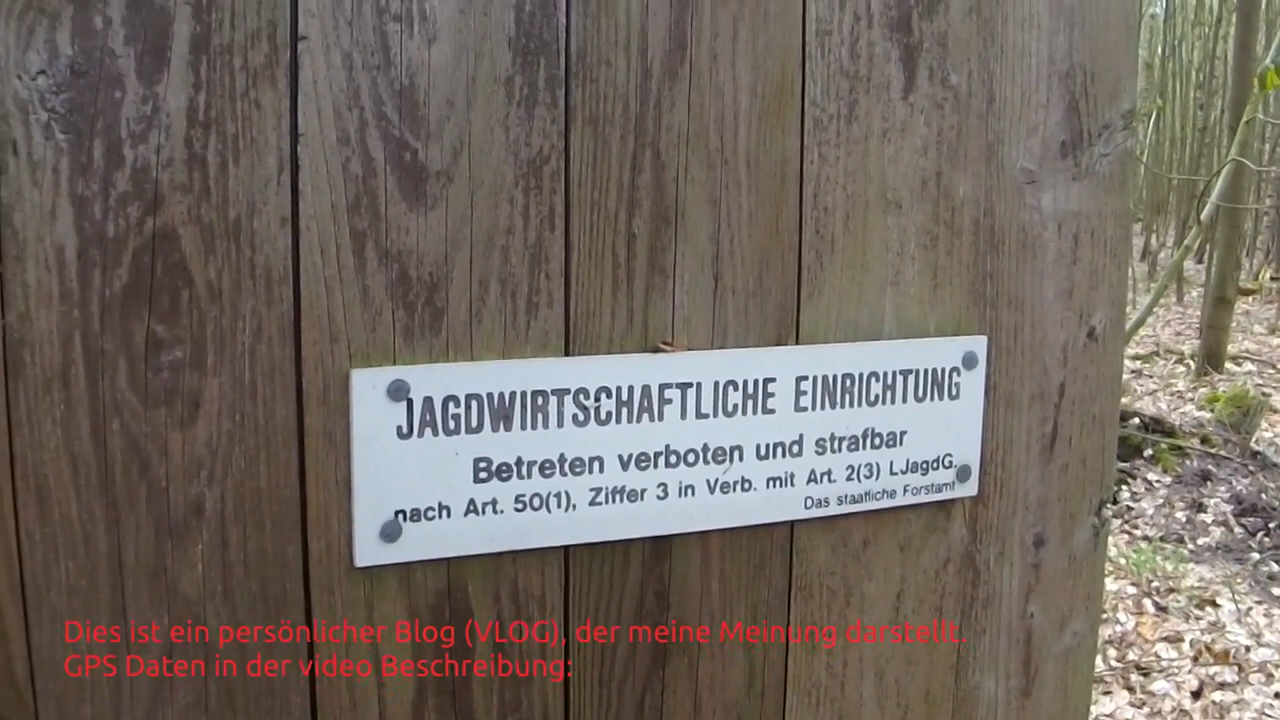 JAGDWIRTSCHAFTLICHE EINRICHTUNG
Betreten verboten und strafbar
nach Art. 50(1), Ziffer 3 in Verb. mit Art. 2(3) LJagdG.
Das staatliche Forstamt
Dies ist ein persönlicher Blog (VLOG), der meine Meinung darstellt.
GPS Daten in der video Beschreibung: